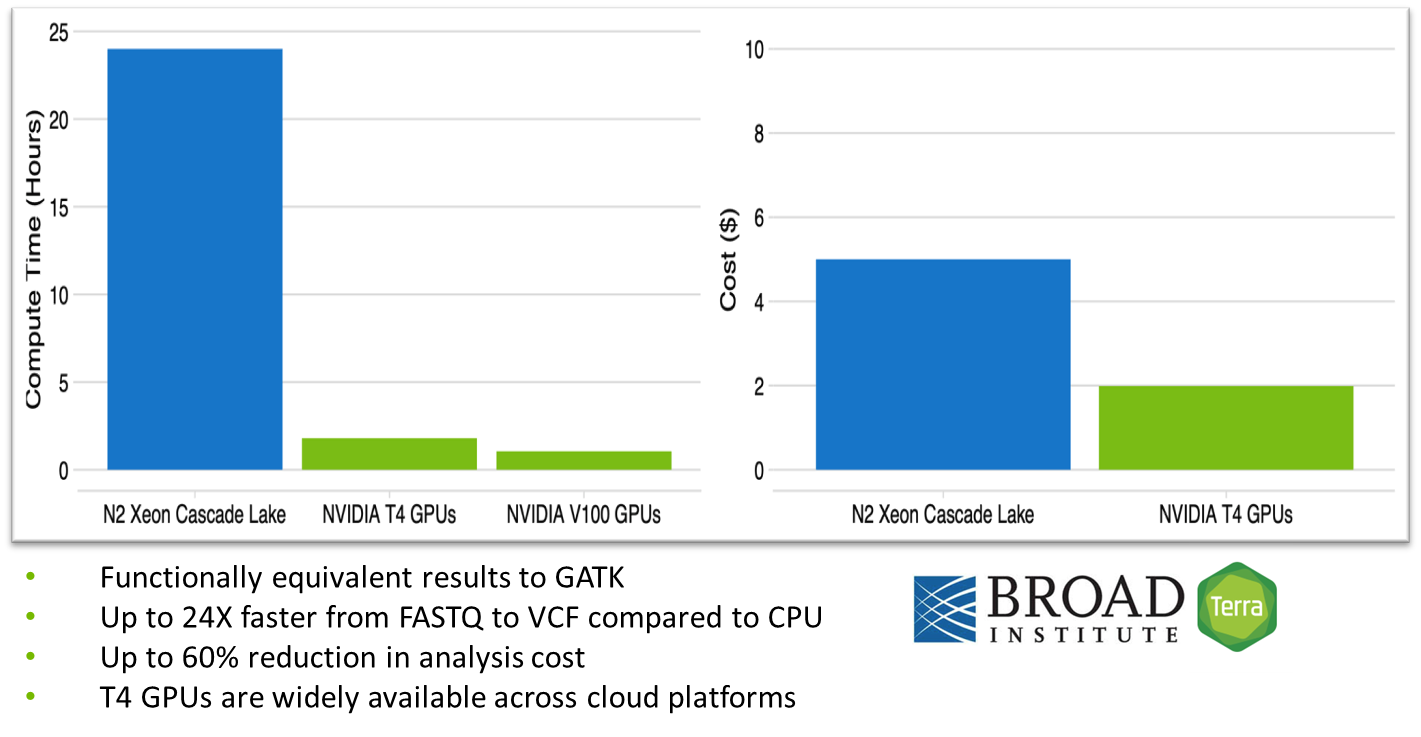 Compute Time (Hours)
25
20
15
10
5
0
N2 Xeon Cascade Lake
NVIDIA T4 GPUs
NVIDIA V100 GPUs
Cost ($)
10
8
6
4
2
0
N2 Xeon Cascade Lake
NVIDIA T4 GPUs
• Functionally equivalent results to GATK
• Up to 24X faster from FASTQ to VCF compared to CPU
• Up to 60% reduction in analysis cost
• T4 GPUs are widely available across cloud platforms
BROAD
INSTITUTE
Terra